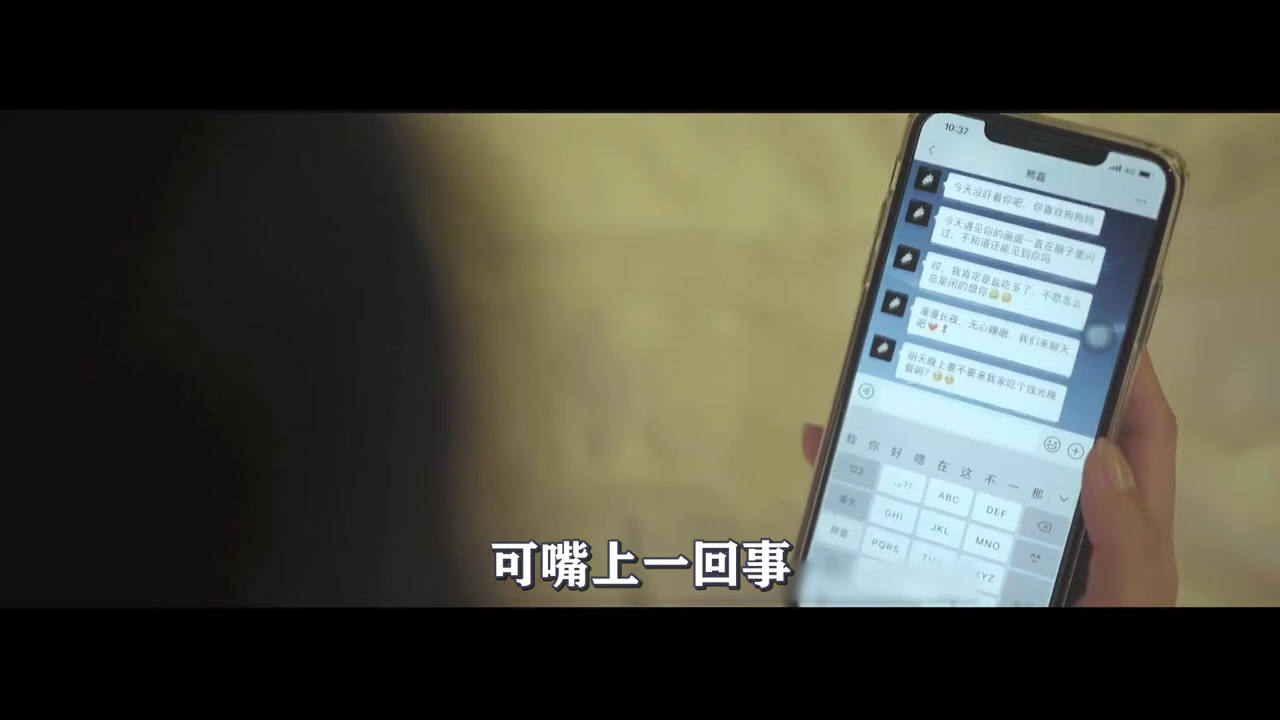 10:37
4G
熊磊
今天没吓着你吧，你喜欢狗狗吗
今天遇见你的画面一直在脑子里闪
过，不知道还能见到你吗
哎，我肯定是盐吃多了，不然怎么
总是闲的想你
漫漫长夜，无心睡眠，我们来聊天
吧
明天晚上要不要来我家吃个烛光晚
餐啊？
我 你 好 嗯 在 这 不 一 那
123
.,?!
ABC
DEF
英文
GHI
JKL
MNO
^^
拼音
PQRS
TUV
可嘴上一回事